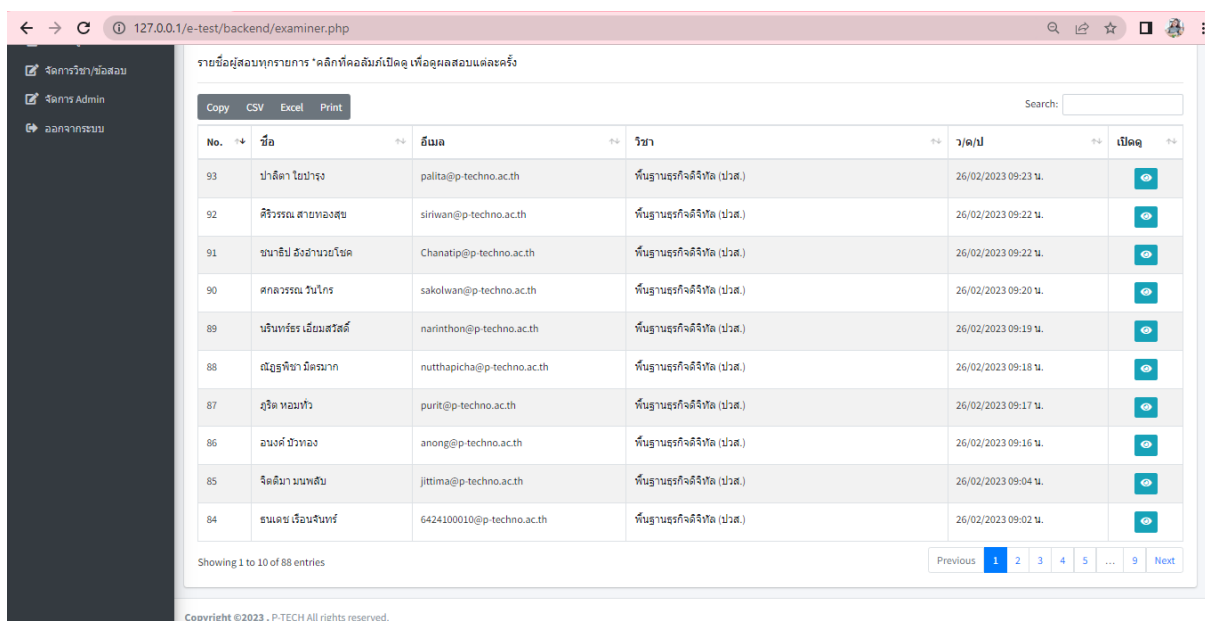 127.0.0.1/e-test/backend/examiner.php
จัดการวิชา/ข้อสอบ
จัดการ Admin
ออกจากระบบ
รายชื่อผู้สอบทุกรายการ *คลิกที่คอลัมภ์เปิดดู เพื่อดูผลสอบแต่ละครั้ง
Copy CSV Excel Print Search:
No. ชื่อ อีเมล วิชา ว/ด/ป เปิดดู
93 ปาลิตา ใยบำรุง palita@p-techno.ac.th พื้นฐานธุรกิจดิจิทัล (ปวส.) 26/02/2023 09:23 น.
92 ศิริวรรณ สายทองสุข siriwan@p-techno.ac.th พื้นฐานธุรกิจดิจิทัล (ปวส.) 26/02/2023 09:22 น.
91 ชนาธิป อังอำนวยโชค Chanatip@p-techno.ac.th พื้นฐานธุรกิจดิจิทัล (ปวส.) 26/02/2023 09:22 น.
90 ศกลวรรณ วันไกร sakolwan@p-techno.ac.th พื้นฐานธุรกิจดิจิทัล (ปวส.) 26/02/2023 09:20 น.
89 นรินทร์ธร เอี่ยมสวัสดิ์ narinthon@p-techno.ac.th พื้นฐานธุรกิจดิจิทัล (ปวส.) 26/02/2023 09:19 น.
88 ณัฏฐพิชา มิตรมาก nutthapicha@p-techno.ac.th พื้นฐานธุรกิจดิจิทัล (ปวส.) 26/02/2023 09:18 น.
87 ภูริต หอมทั่ว purit@p-techno.ac.th พื้นฐานธุรกิจดิจิทัล (ปวส.) 26/02/2023 09:17 น.
86 อนงค์ บัวทอง anong@p-techno.ac.th พื้นฐานธุรกิจดิจิทัล (ปวส.) 26/02/2023 09:16 น.
85 จิตติมา มนพลับ jittima@p-techno.ac.th พื้นฐานธุรกิจดิจิทัล (ปวส.) 26/02/2023 09:04 น.
84 ธนเดช เรือนจันทร์ 6424100010@p-techno.ac.th พื้นฐานธุรกิจดิจิทัล (ปวส.) 26/02/2023 09:02 น.
Showing 1 to 10 of 88 entries Previous 1 2 3 4 5 … 9 Next
Copyright ©2023 . P-TECH All rights reserved.